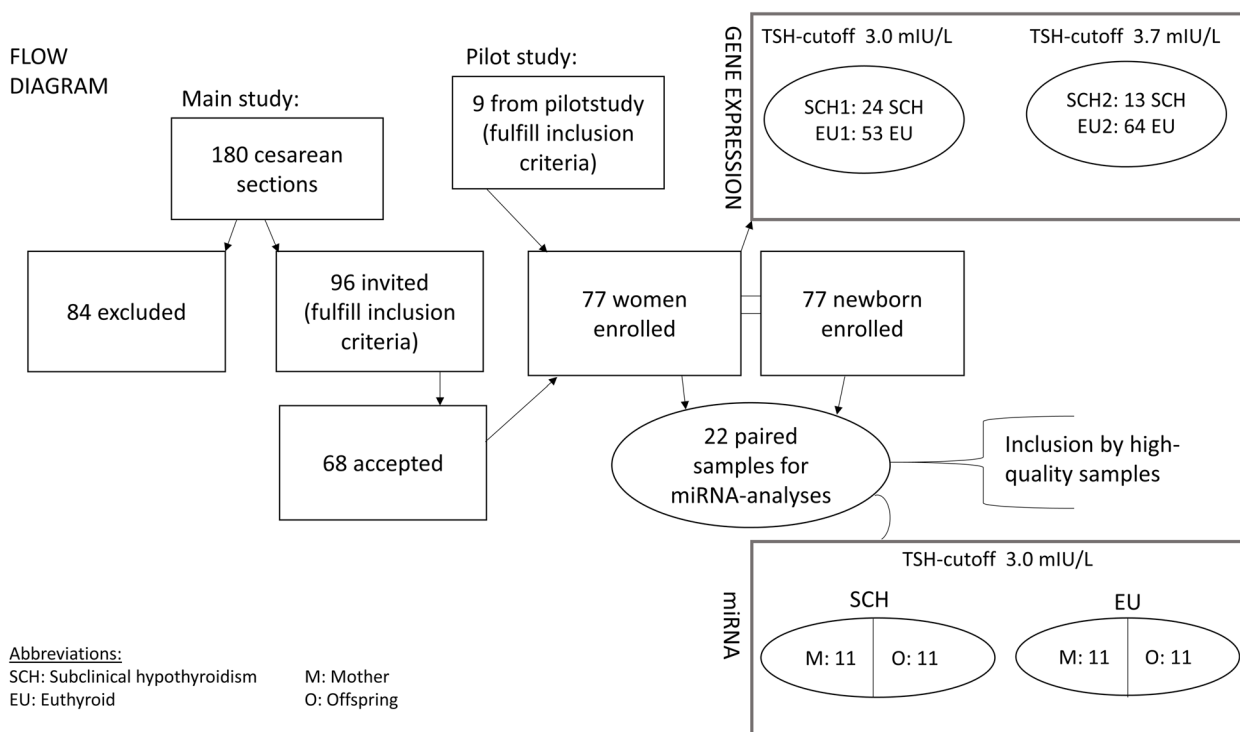 FLOW
DIAGRAM
Main study:
180 cesarean
sections
84 excluded
96 invited
(fulfill inclusion
criteria)
68 accepted
Pilot study:
9 from pilotstudy
(fulfill inclusion
criteria)
77 women
enrolled
77 newborn
enrolled
22 paired
samples for
miRNA-analyses
Inclusion by high-
quality samples
GENE EXPRESSION
TSH-cutoff 3.0 mIU/L
SCH1: 24 SCH
EU1: 53 EU
TSH-cutoff 3.7 mIU/L
SCH2: 13 SCH
EU2: 64 EU
miRNA
TSH-cutoff 3.0 mIU/L
SCH
M: 11 O: 11
EU
M: 11 O: 11
Abbreviations:
SCH: Subclinical hypothyroidism
EU: Euthyroid
M: Mother
O: Offspring